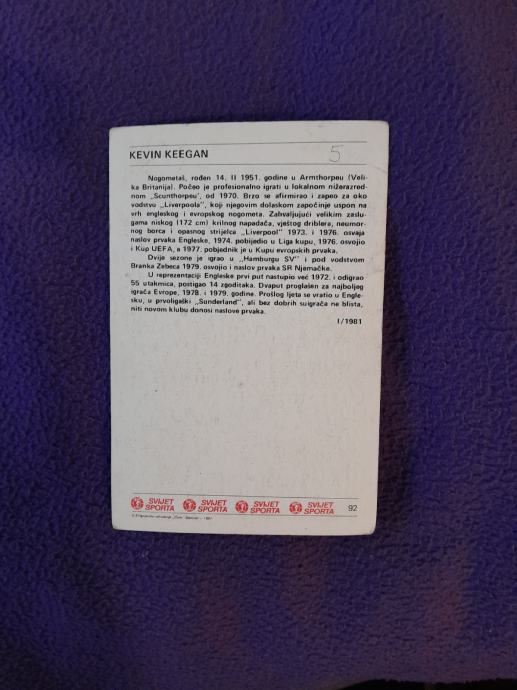 KEVIN KEEGAN 5
Nogometaš, rođen 14. II 1951. godine u Armthorpeu (Veli-
ka Britanija). Počeo je profesionalno igrati u lokalnom nižerazred-
nom „Scunthorpeu', od 1970. Brzo se afirmirao i zapeo za oko
vodstvu „Liverpoola", koji njegovim dolaskom započinje uspon na
vrh engleskog i evropskog nogometa. Zahvaljujući velikim zaslu-
gama niskog (172 cm) krilnog napadača, vještog driblera, neumor-
nog borca i opasnog strijelca „Liverpool" 1973. i 1976. osvaja
naslov prvaka Engleske, 1974. pobijedio u Liga kupu, 1976. osvojio
i Kup UEFA, a 1977. pobjednik je u Kupu evropskih prvaka.
Dvije sezone je igrao u „Hamburgu SV" i pod vodstvom
Branka Zebeca 1979. osvojio i naslov prvaka SR Njemačke.
U reprezentaciji Engleske prvi put nastupio već 1972. i odigrao
55 utakmica, postigao 14 zgoditaka. Dvaput proglašen za najboljeg
igrača Evrope, 1978. i 1979. godine. Prošlog ljeta se vratio u Engle-
sku, u prvoligaški „Sunderland", ali bez dobrih suigrača ne blista,
niti novom klubu donosi naslove prvaka.
I/1981
SVIJET SPORTA SVIJET SPORTA SVIJET SPORTA SVIJET SPORTA 92